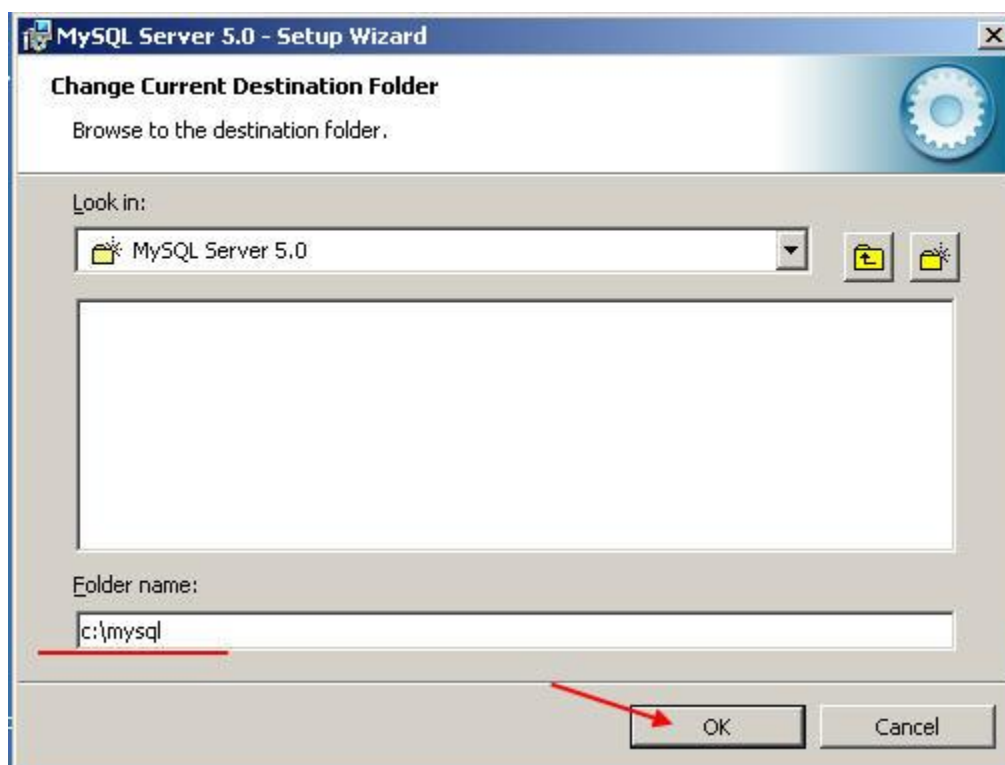 MySQL Server 5.0 - Setup Wizard
Change Current Destination Folder
Browse to the destination folder.
Look in:
MySQL Server 5.0
Folder name:
c:\mysql
OK Cancel